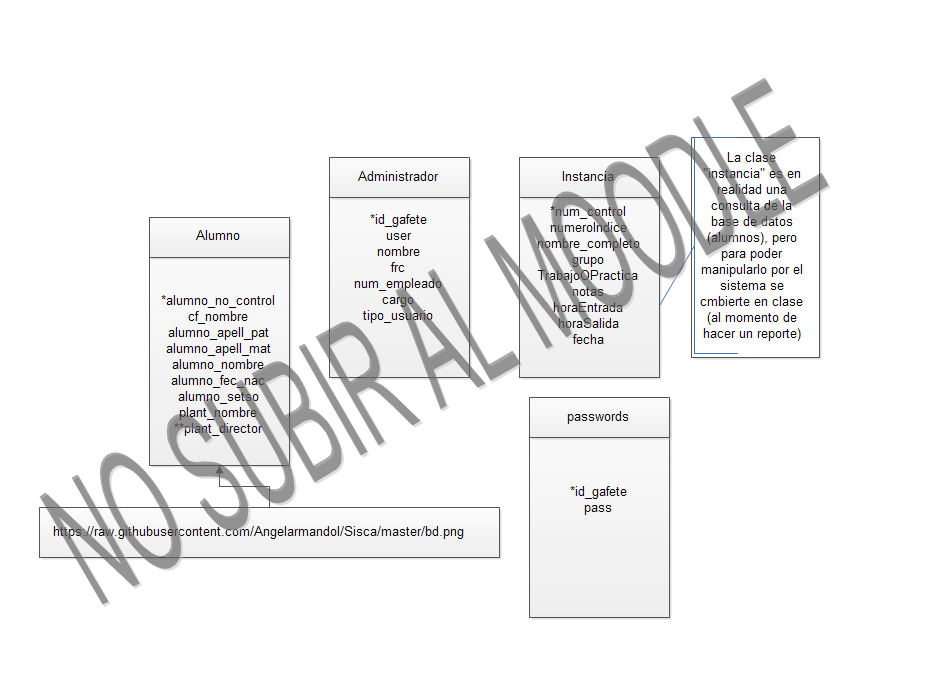 Administrador
*id_gafete
user
nombre
frc
num_empleado
cargo
tipo_usuario
Instancia
*num_control
numeroIndice
nombre_completo
grupo
TrabajoOPractica
notas
horaEntrada
horaSalida
fecha
La clase
"instancia" es en
realidad una
consulta de la
base de datos
(alumnos), pero
para poder
manipularlo por el
sistema se
cmbierte en clase
(al momento de
hacer un reporte)
Alumno
*alumno_no_control
cf_nombre
alumno_apell_pat
alumno_apell_mat
alumno_nombre
alumno_fec_nac
alumno_setso
plant_nombre
**plant_director
passwords
*id_gafete
pass
https://raw.githubusercontent.com/Angelarmandol/Sisca/master/bd.png
NO SUBIR AL MOODLE